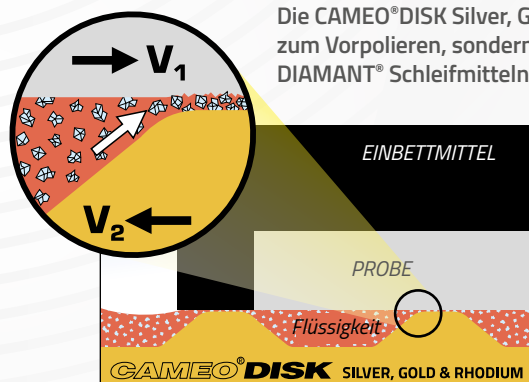 Die CAMEO®DISK Silver, G
zum Vorpolieren, sondern
DIAMANT® Schleifmitteln
V1
V2
EINBETTMITTEL
PROBE
Flüssigkeit
CAMEO®DISK SILVER, GOLD & RHODIUM